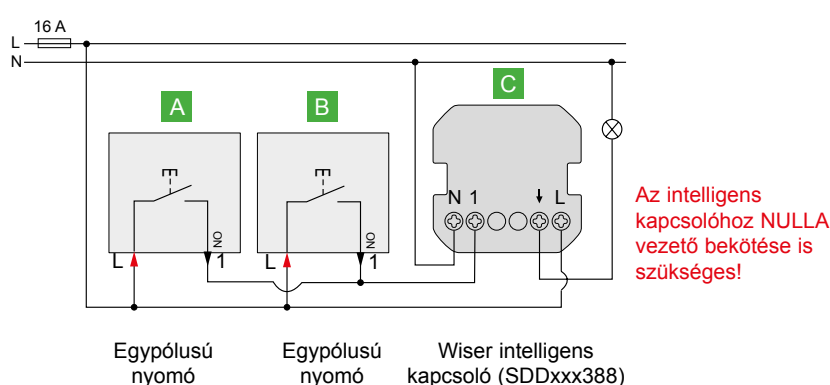 16 A
L
N
A
B
C
N 1
L
NO
L
1
NO
L
1
Az intelligens
kapcsolóhoz NULLA
vezető bekötése is
szükséges!
Egypólusú
nyomó
Egypólusú
nyomó
Wiser intelligens
kapcsoló (SDDxxx388)